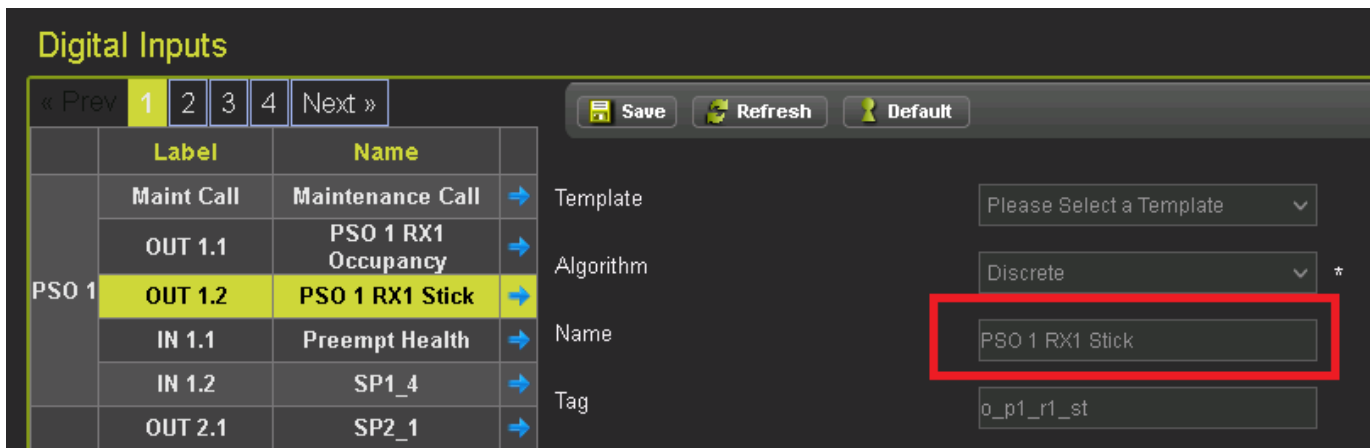 Digital Inputs
« Prev 1 2 3 4 Next »
Save Refresh Default
Label Name
Maint Call Maintenance Call
Template Please Select a Template
OUT 1.1 PSO 1 RX1
Occupancy
Algorithm Discrete *
PSO 1
OUT 1.2 PSO 1 RX1 Stick
IN 1.1 Preempt Health
Name PSO 1 RX1 Stick
IN 1.2 SP1_4
Tag o_p1_r1_st
OUT 2.1 SP2_1